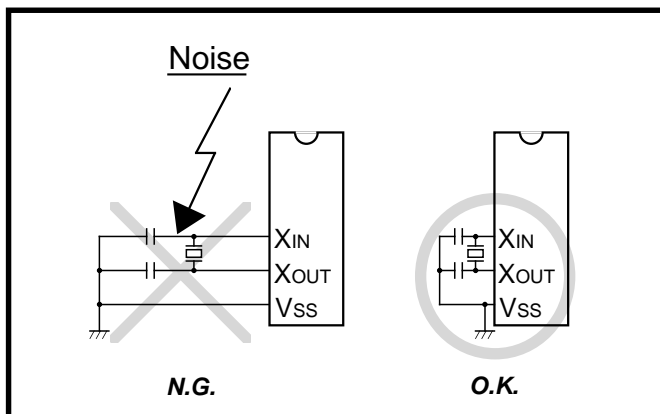 Noise
XIN
XOUT
VSS
XIN
XOUT
VSS
N.G.
O.K.